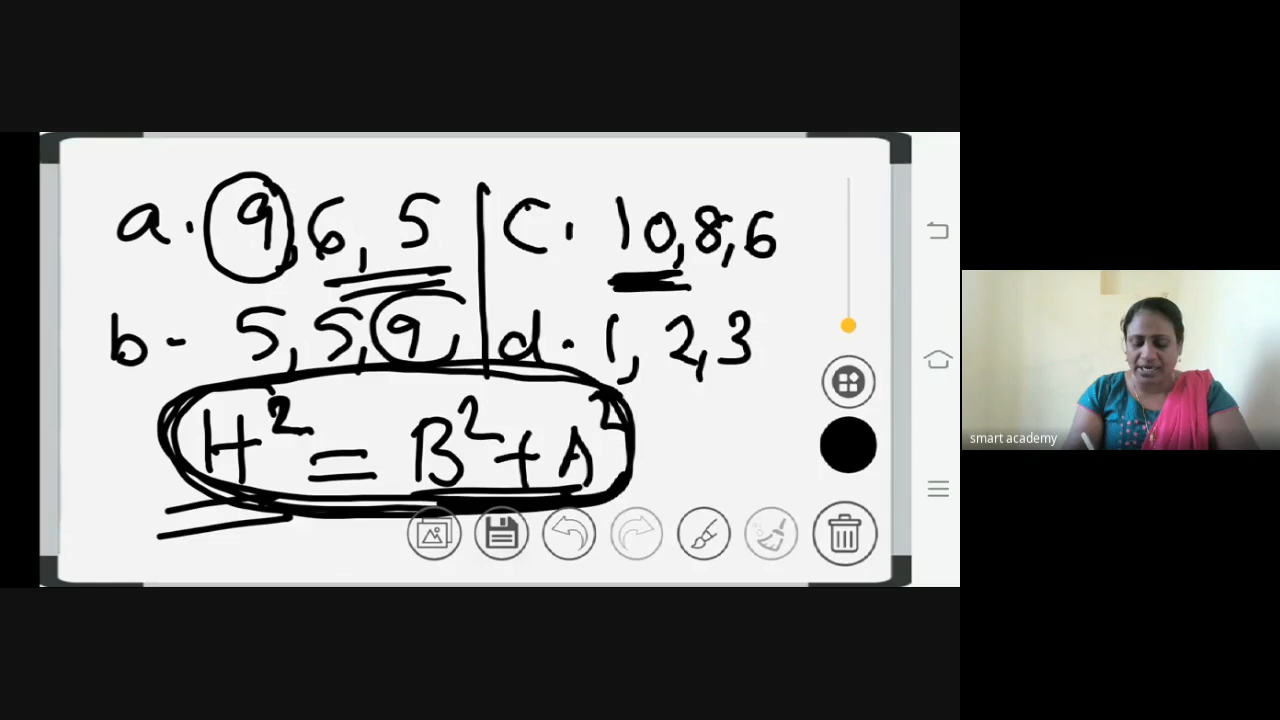 a. 9, 6, 5
C. 10, 8, 6
b - 5, 5, 9,
d. 1, 2, 3
H² = B² + A²
smart academy